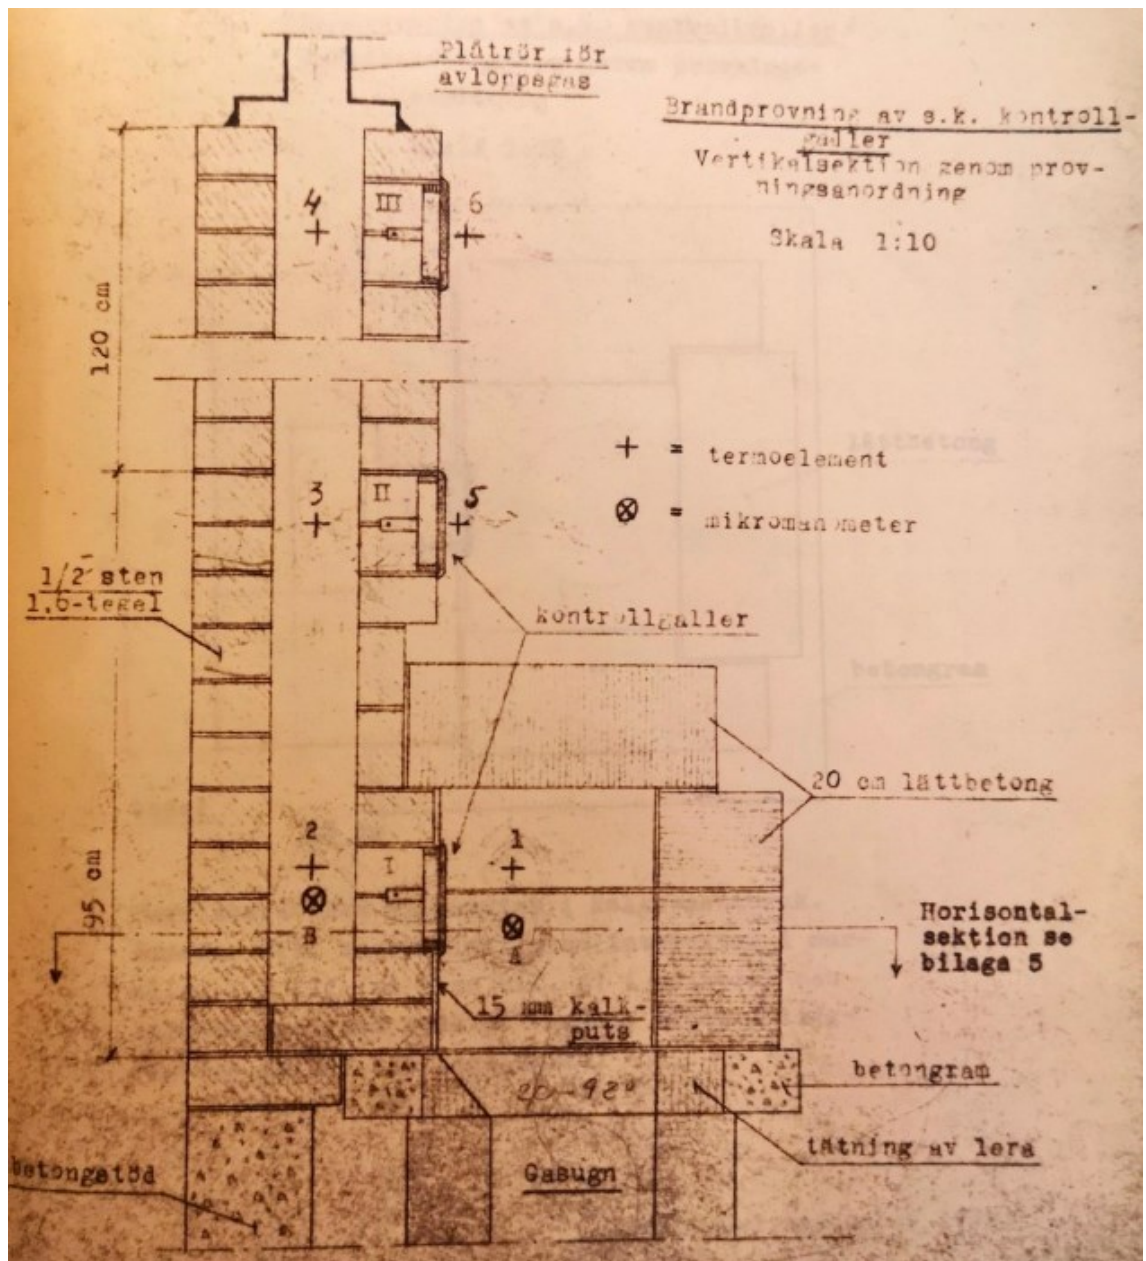 Plåtrör för
avloppsgas
Brandprovning av s.k. kontroll-
galler
Vertikalsektion genom prov-
ningsanordning
Skala 1:10
4
III
6
120 cm
+ = termoelement
3
II
5
⊗ = mikromanometer
1/2 sten
1,6-tegel
kontrollgaller
20 cm lättbetong
2
I
1
95 cm
B
A
Horisontal-
sektion se
bilaga 5
15 mm kalk-
puts
betongram
tätning av lera
betongstöd
Gasugn
lättbetong
betongram